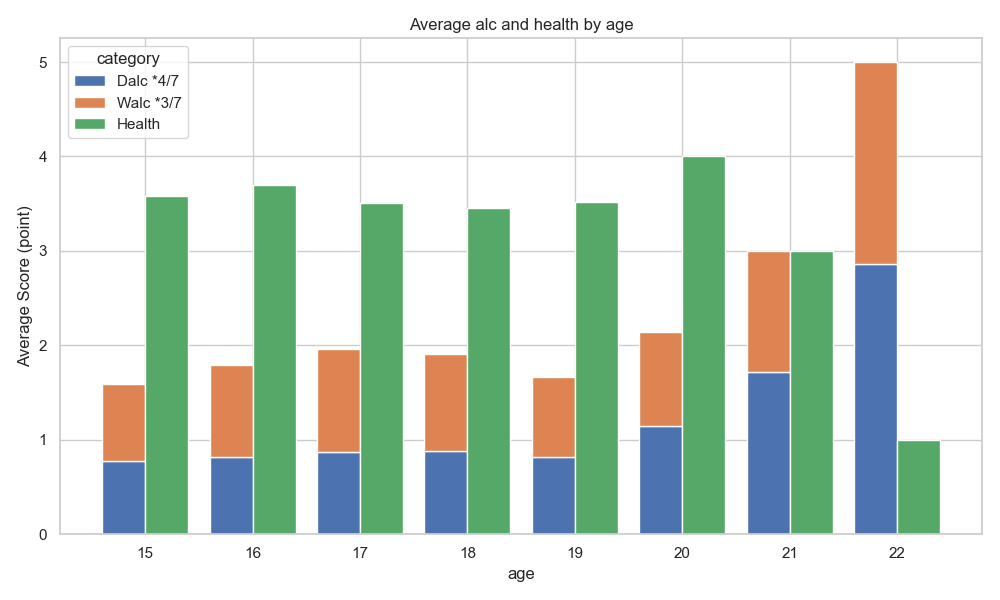 Average alc and health by age
category
Dalc *4/7
Walc *3/7
Health
Average Score (point)
5
4
3
2
1
0
15 16 17 18 19 20 21 22
age